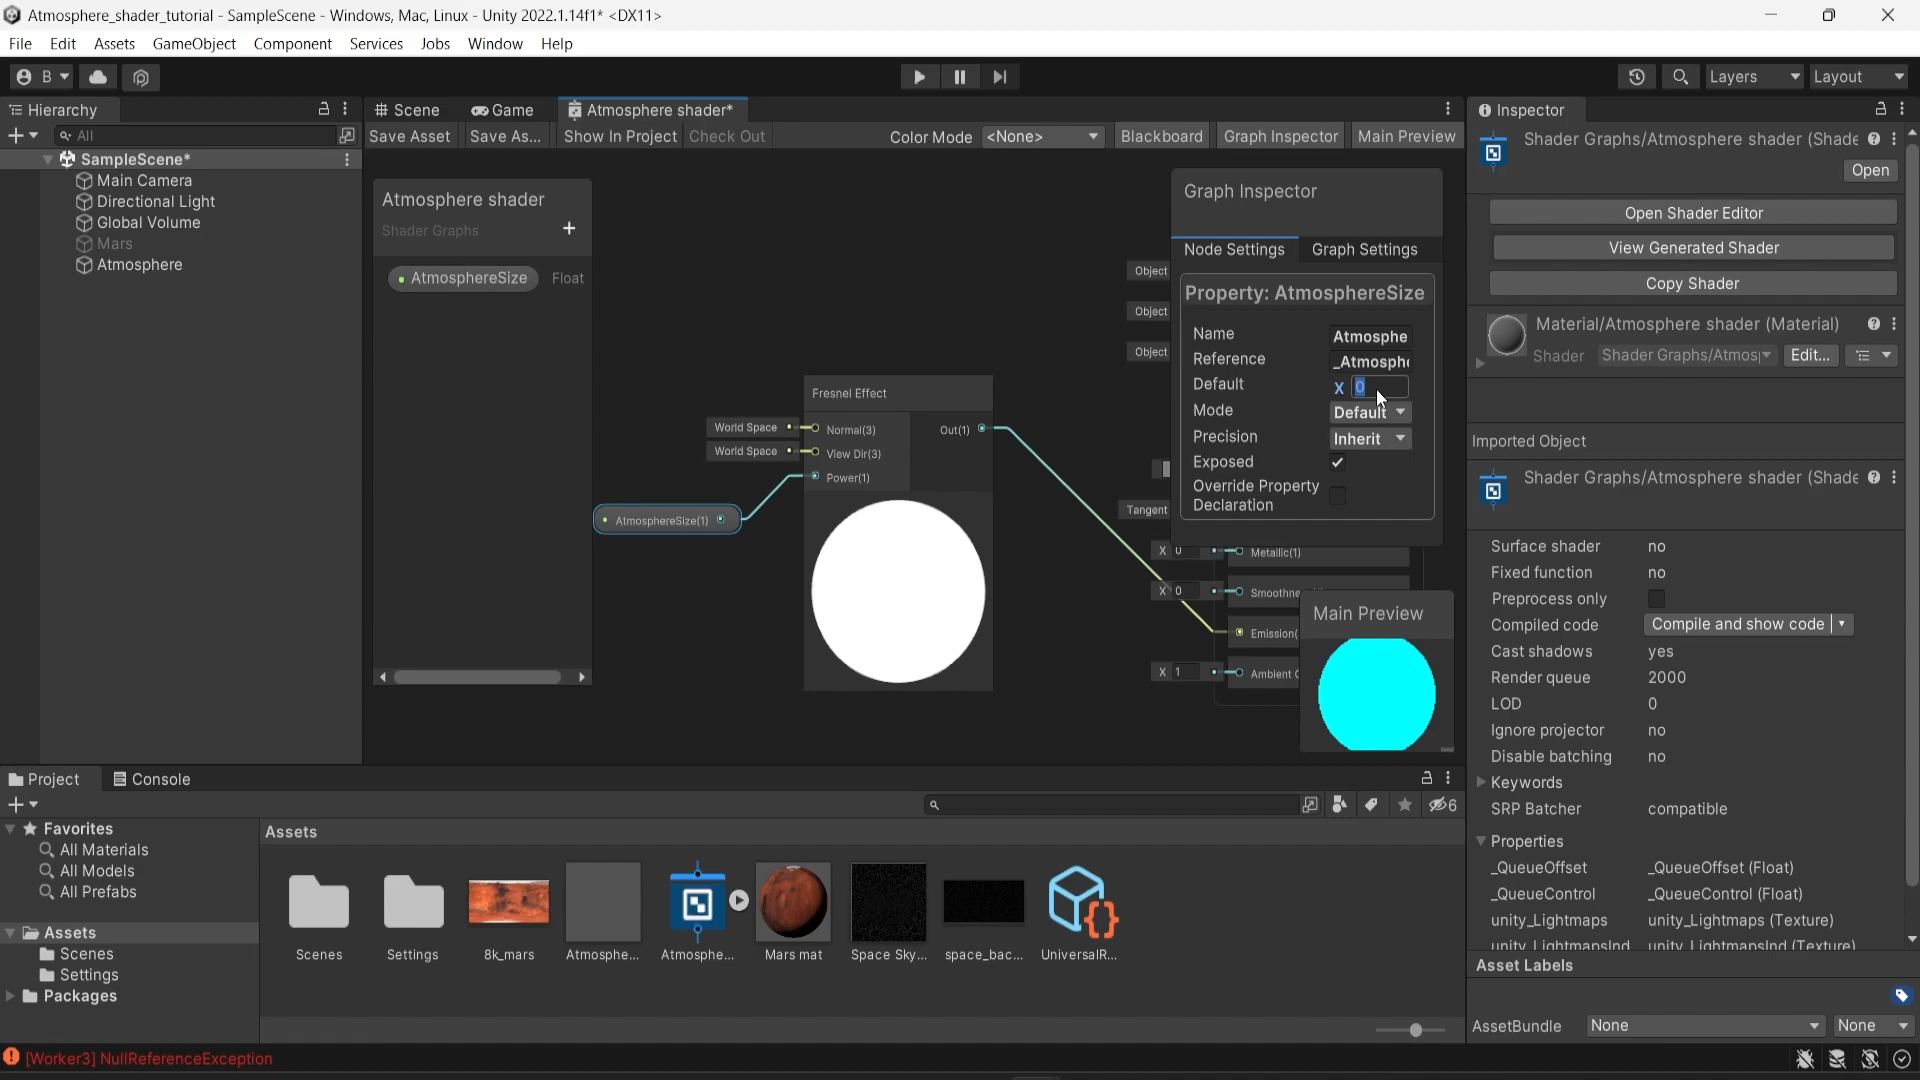 Atmosphere_shader_tutorial - SampleScene - Windows, Mac, Linux - Unity 2022.1.14f1* <DX11>
File Edit Assets GameObject Component Services Jobs Window Help
B Layers Layout
Hierarchy
All
SampleScene*
Main Camera
Directional Light
Global Volume
Mars
Atmosphere
Scene Game Atmosphere shader*
Save Asset Save As... Show In Project Check Out Color Mode <None> Blackboard Graph Inspector Main Preview
Atmosphere shader
Shader Graphs
AtmosphereSize Float
AtmosphereSize(1)
Fresnel Effect
World Space Normal(3) Out(1)
World Space View Dir(3)
Power(1)
Object
Object
Object
Tangent
X 0 Metallic(1)
X 0 Smoothne
Emission(
X 1 Ambient
Graph Inspector
Node Settings Graph Settings
Property: AtmosphereSize
Name Atmosphe
Reference _Atmosph
Default X 0
Mode Default
Precision Inherit
Exposed
Override Property
Declaration
Main Preview
Inspector
Shader Graphs/Atmosphere shader (Shade
Open
Open Shader Editor
View Generated Shader
Copy Shader
Material/Atmosphere shader (Material)
Shader Shader Graphs/Atmos Edit...
Imported Object
Shader Graphs/Atmosphere shader (Shade
Surface shader no
Fixed function no
Preprocess only
Compiled code Compile and show code
Cast shadows yes
Render queue 2000
LOD 0
Ignore projector no
Disable batching no
Keywords
SRP Batcher compatible
Properties
_QueueOffset _QueueOffset (Float)
_QueueControl _QueueControl (Float)
unity_Lightmaps unity_Lightmaps (Texture)
unity_LightmapsInd unity_LightmapsInd (Texture)
Asset Labels
AssetBundle None None
Project Console
6
Favorites
All Materials
All Models
All Prefabs
Assets
Scenes
Settings
Packages
Assets
Scenes Settings 8k_mars Atmosphe... Atmosphe... Mars mat Space Sky... space_bac... UniversalR...
[Worker3] NullReferenceException